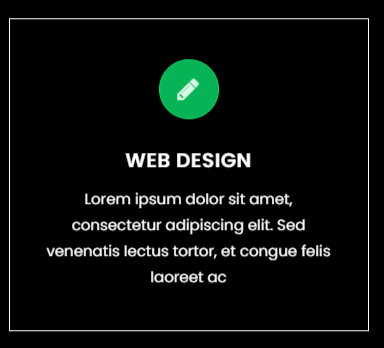 WEB DESIGN
Lorem ipsum dolor sit amet,
consectetur adipiscing elit. Sed
venenatis lectus tortor, et congue felis
laoreet ac